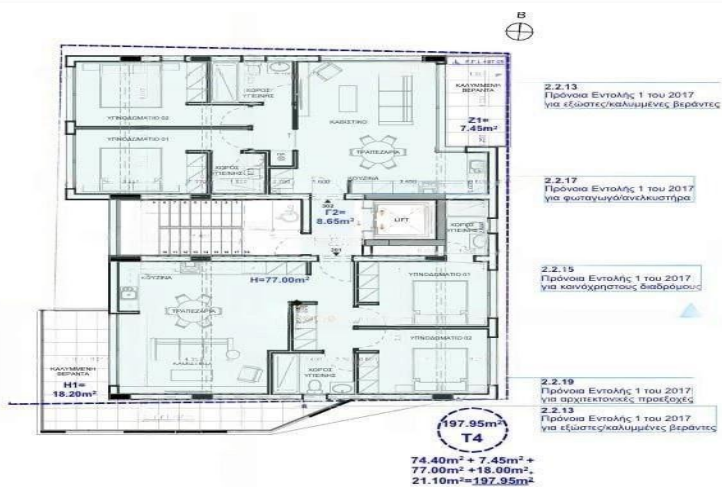 B
2.2.13
Πρόνοια Εντολής 1 του 2017
για εξώστες/καλυμμένες βεράντες
ΧΩΡΟΣ
ΥΓΙΕΙΝΗΣ
ΚΑΛΥΜΜΕΝΗ
ΒΕΡΑΝΤΑ
Z1=
7.45m²
ΥΠΝΟΔΩΜΑΤΙΟ 02
ΚΑΘΙΣΤΙΚΟ
ΥΠΝΟΔΩΜΑΤΙΟ 01
ΤΡΑΠΕΖΑΡΙΑ
ΧΩΡΟΣ
ΥΓΙΕΙΝΗΣ
ΚΟΥΖΙΝΑ
2.2.17
Πρόνοια Εντολής 1 του 2017
για φωταγωγό/ανελκυστήρα
302
Γ2=
8.65m²
LIFT
ΧΩΡΟΣ
ΥΓΙΕΙΝΗΣ
301
2.2.15
Πρόνοια Εντολής 1 του 2017
για κοινόχρηστους διαδρόμους
ΚΟΥΖΙΝΑ
H=77.00m²
ΥΠΝΟΔΩΜΑΤΙΟ 01
ΤΡΑΠΕΖΑΡΙΑ
ΥΠΝΟΔΩΜΑΤΙΟ 02
ΚΑΛΥΜΜΕΝΗ
ΒΕΡΑΝΤΑ
H1=
18.20m²
ΧΩΡΟΣ
ΥΓΙΕΙΝΗΣ
2.2.19
Πρόνοια Εντολής 1 του 2017
για αρχιτεκτονικές προεξοχές
2.2.13
Πρόνοια Εντολής 1 του 2017
για εξώστες/καλυμμένες βεράντες
197.95m²
T4
74.40m² + 7.45m² +
77.00m² +18.00m²,
21.10m²=197.95m²